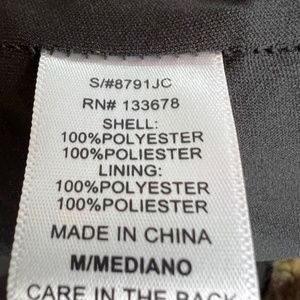 S/#8791JC
RN# 133678
SHELL:
100%POLYESTER
100%POLIESTER
LINING:
100%POLYESTER
100%POLIESTER
MADE IN CHINA
M/MEDIANO
CARE IN THE BACK